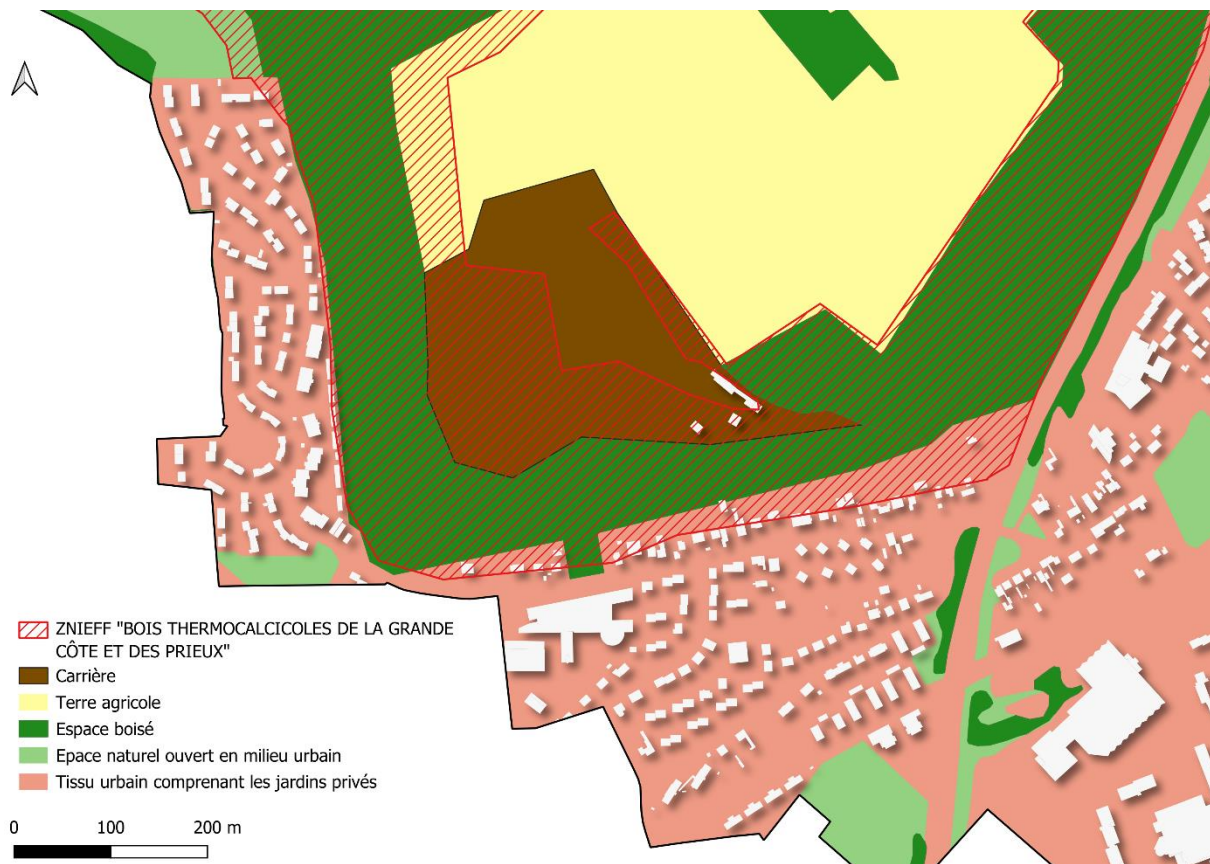 ZNIEFF "BOIS THERMOCALCICOLES DE LA GRANDE
CÔTE ET DES PRIEUX"
Carrière
Terre agricole
Espace boisé
Epace naturel ouvert en milieu urbain
Tissu urbain comprenant les jardins privés
0 100 200 m